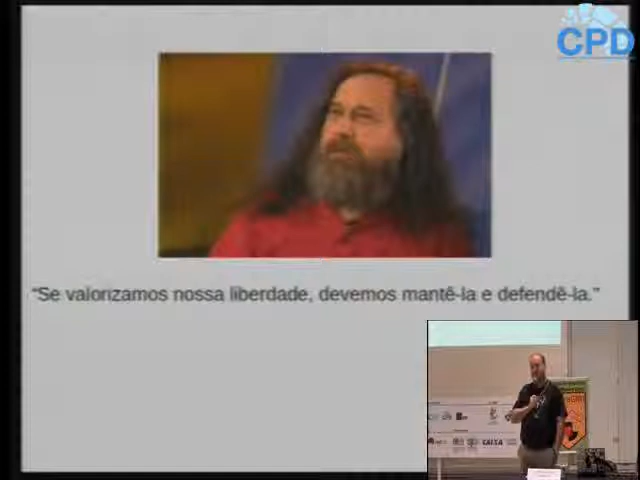 CPD
“Se valorizamos nossa liberdade, devemos mantê-la e defendê-la.”
CAIXA